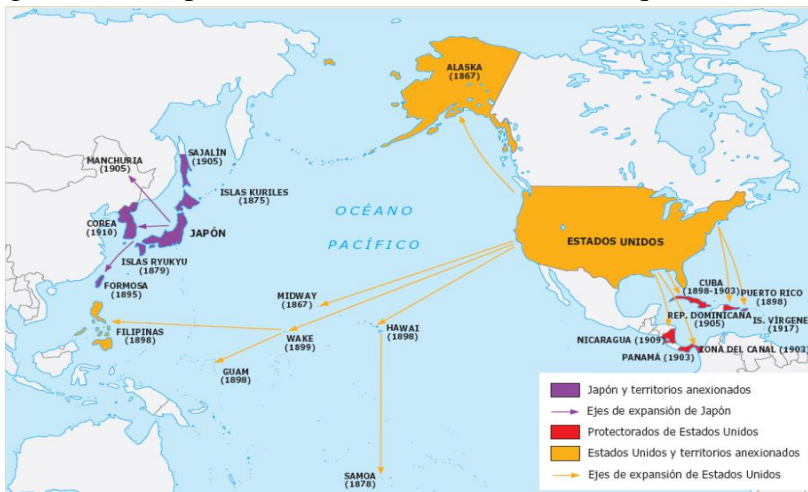 ALASKA
(1867)
MANCHURIA
(1905)
SAJALÍN
(1905)
ISLAS KURILES
(1875)
COREA
(1910)
JAPÓN
ISLAS RYUKYU
(1879)
FORMOSA
(1895)
OCÉANO
PACÍFICO
ESTADOS UNIDOS
MIDWAY
(1867)
FILIPINAS
(1898)
WAKE
(1899)
HAWAI
(1898)
GUAM
(1898)
SAMOA
(1878)
CUBA
(1898-1903)
PUERTO RICO
(1898)
REP. DOMINICANA
(1905)
IS. VÍRGENES
(1917)
NICARAGUA (1909)
PANAMÁ (1903)
ZONA DEL CANAL (1903)
Japón y territorios anexionados
Ejes de expansión de Japón
Protectorados de Estados Unidos
Estados Unidos y territorios anexionados
Ejes de expansión de Estados Unidos